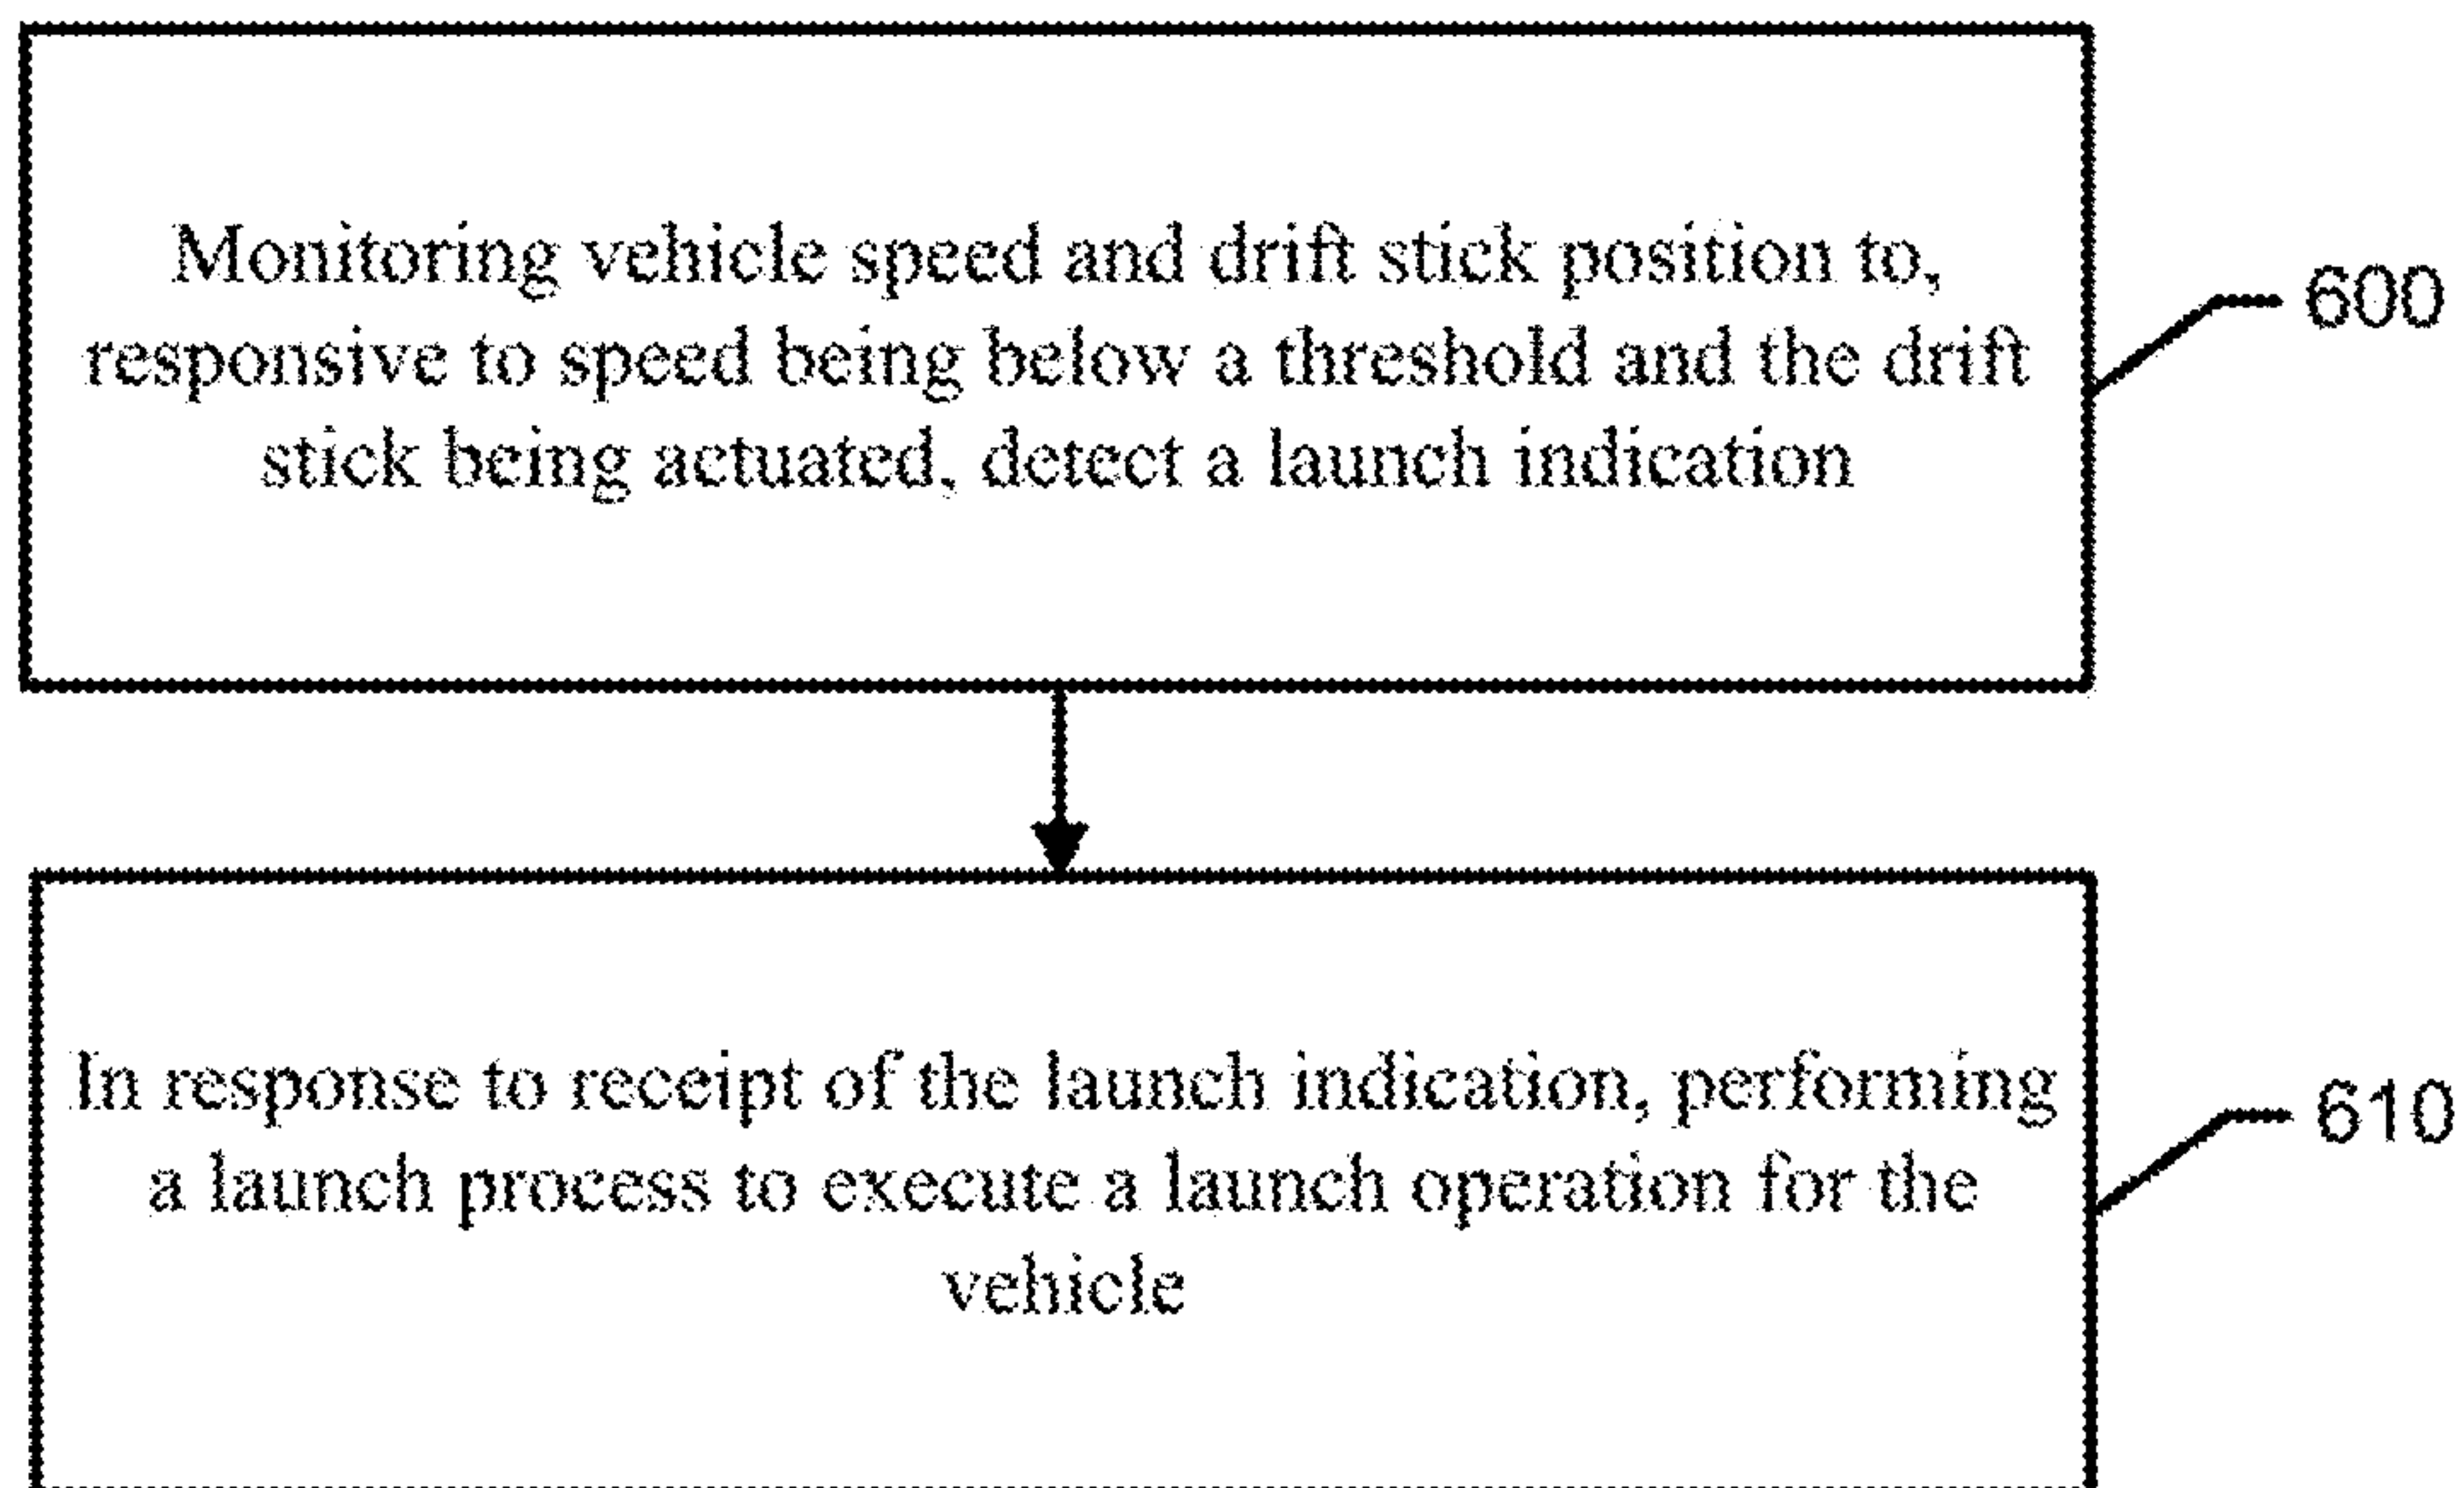 Monitoring vehicle speed and drift stick position to,
responsive to speed being below a threshold and the drift
stick being actuated, detect a launch indication
600
In response to receipt of the launch indication, performing
a launch process to execute a launch operation for the
vehicle
610